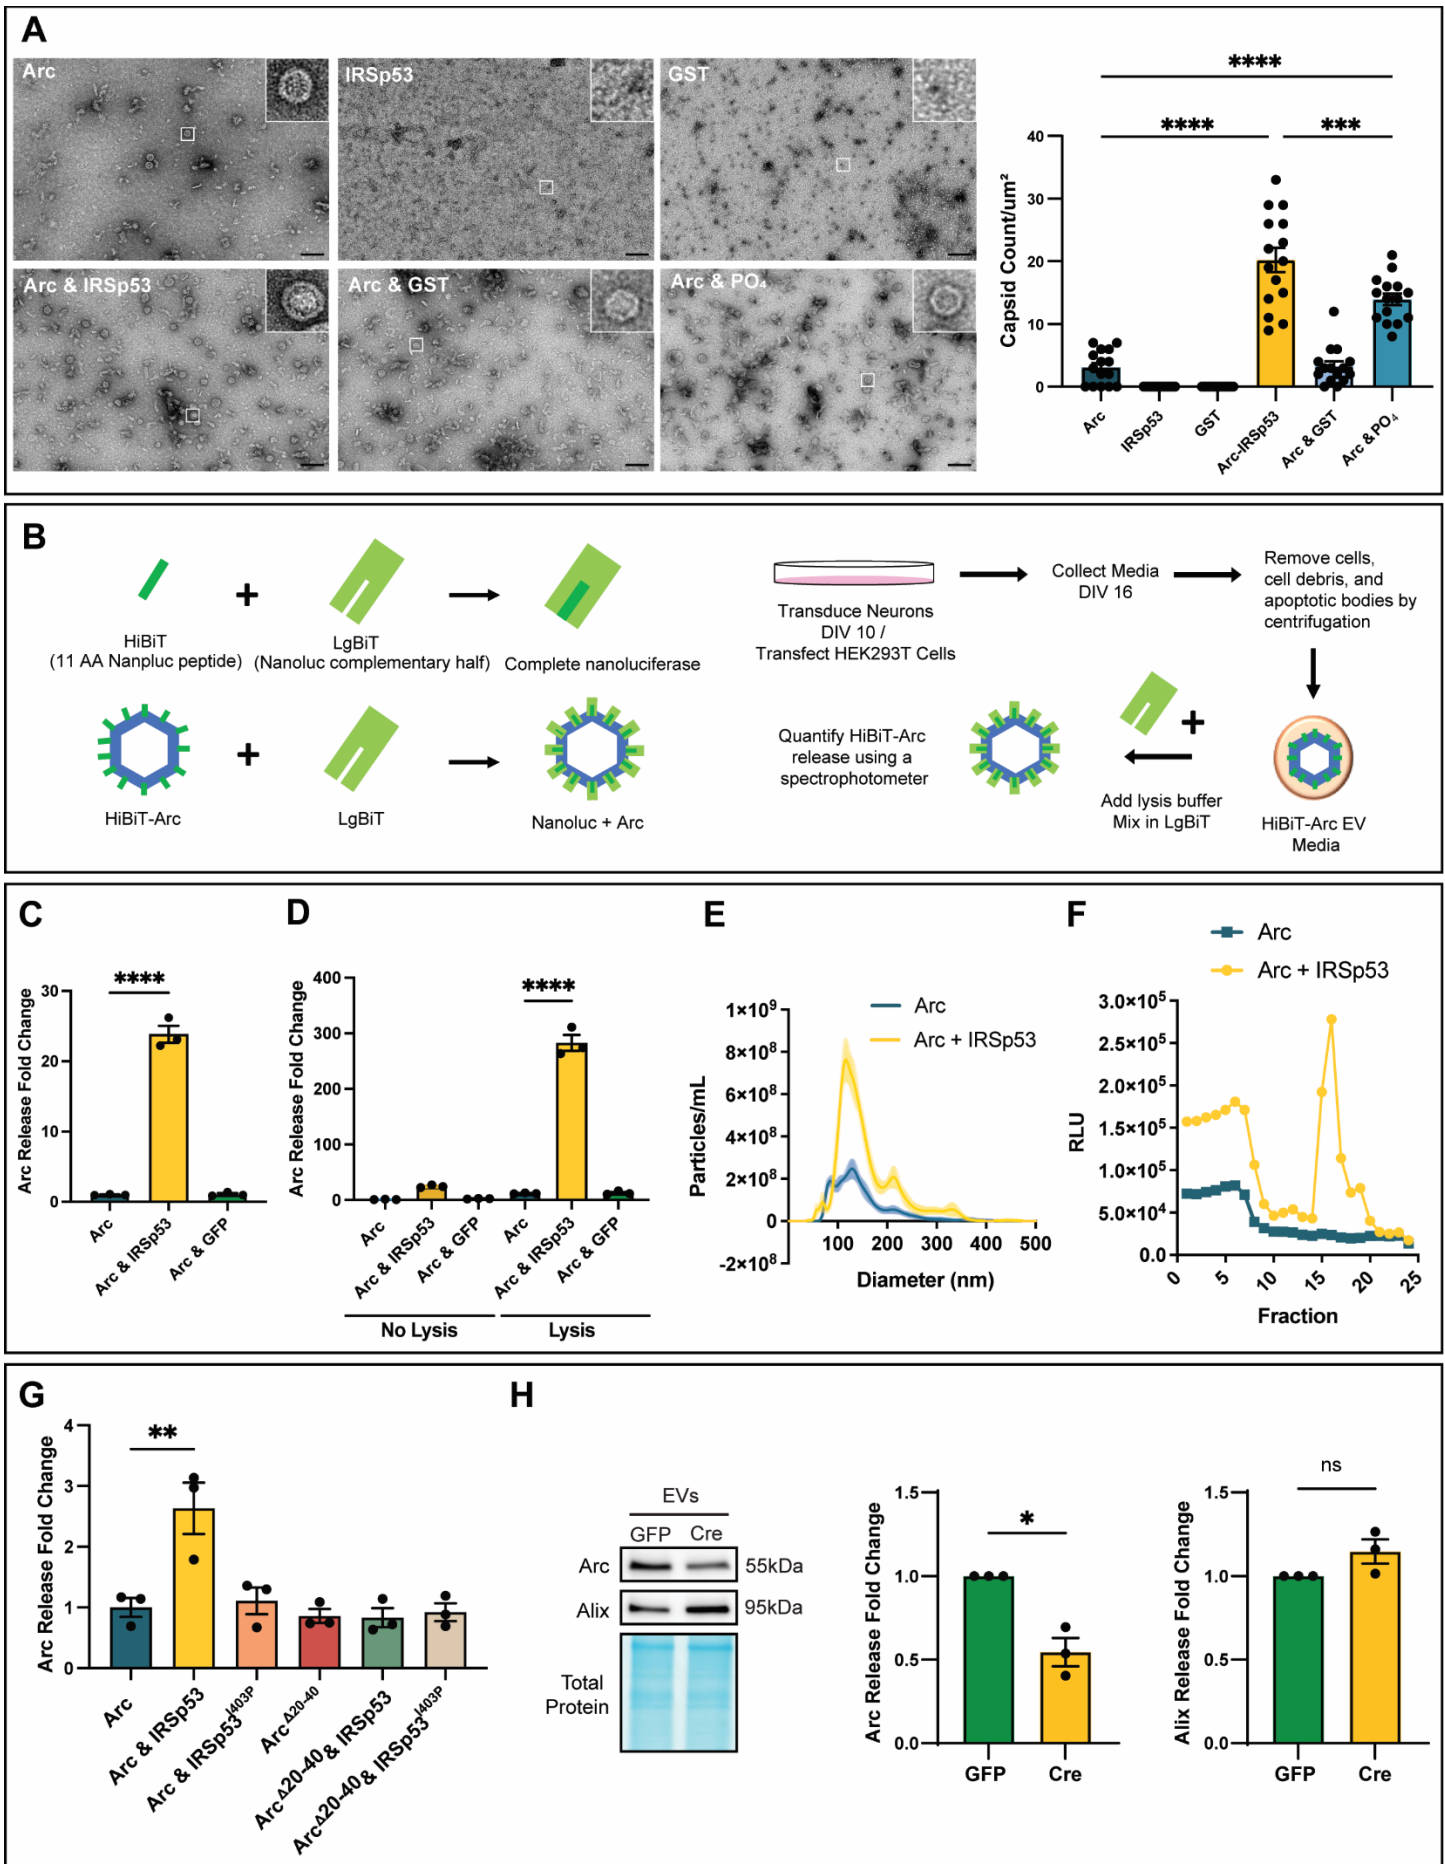 A
Arc
IRSp53
GST
Arc & IRSp53
Arc & GST
Arc & PO₄
****
****
***
Capsid Count/um²
40
30
20
10
0
Arc
IRSp53
GST
Arc-IRSp53
Arc & GST
Arc & PO₄
B
HiBiT
(11 AA Nanpluc peptide)
+
LgBiT
(Nanoluc complementary half)
Complete nanoluciferase
HiBiT-Arc
+
LgBiT
Nanoluc + Arc
Transduce Neurons
DIV 10 /
Transfect HEK293T Cells
Collect Media
DIV 16
Remove cells,
cell debris, and
apoptotic bodies by
centrifugation
HiBiT-Arc EV
Media
+
Add lysis buffer
Mix in LgBiT
Quantify HiBiT-Arc
release using a
spectrophotometer
C
Arc Release Fold Change
30
20
10
0
****
Arc
Arc & IRSp53
Arc & GFP
D
Arc Release Fold Change
400
300
200
100
0
****
Arc
Arc & IRSp53
Arc & GFP
Arc
Arc & IRSp53
Arc & GFP
No Lysis
Lysis
E
Arc
Arc + IRSp53
Particles/mL
1×10⁹
8×10⁸
6×10⁸
4×10⁸
2×10⁸
0
-2×10⁸
100
200
300
400
500
Diameter (nm)
F
Arc
Arc + IRSp53
RLU
3.0×10⁵
2.5×10⁵
2.0×10⁵
1.5×10⁵
1.0×10⁵
5.0×10⁴
0.0
0
5
10
15
20
25
Fraction
G
Arc Release Fold Change
4
3
2
1
0
**
Arc
Arc & IRSp53
Arc & IRSp53ᴵ⁴⁰³ᴾ
Arc^Δ20-40
Arc^Δ20-40 & IRSp53
Arc^Δ20-40 & IRSp53ᴵ⁴⁰³ᴾ
H
EVs
GFP
Cre
Arc
55kDa
Alix
95kDa
Total
Protein
Arc Release Fold Change
1.5
1.0
0.5
0.0
*
GFP
Cre
Alix Release Fold Change
1.5
1.0
0.5
0.0
ns
GFP
Cre